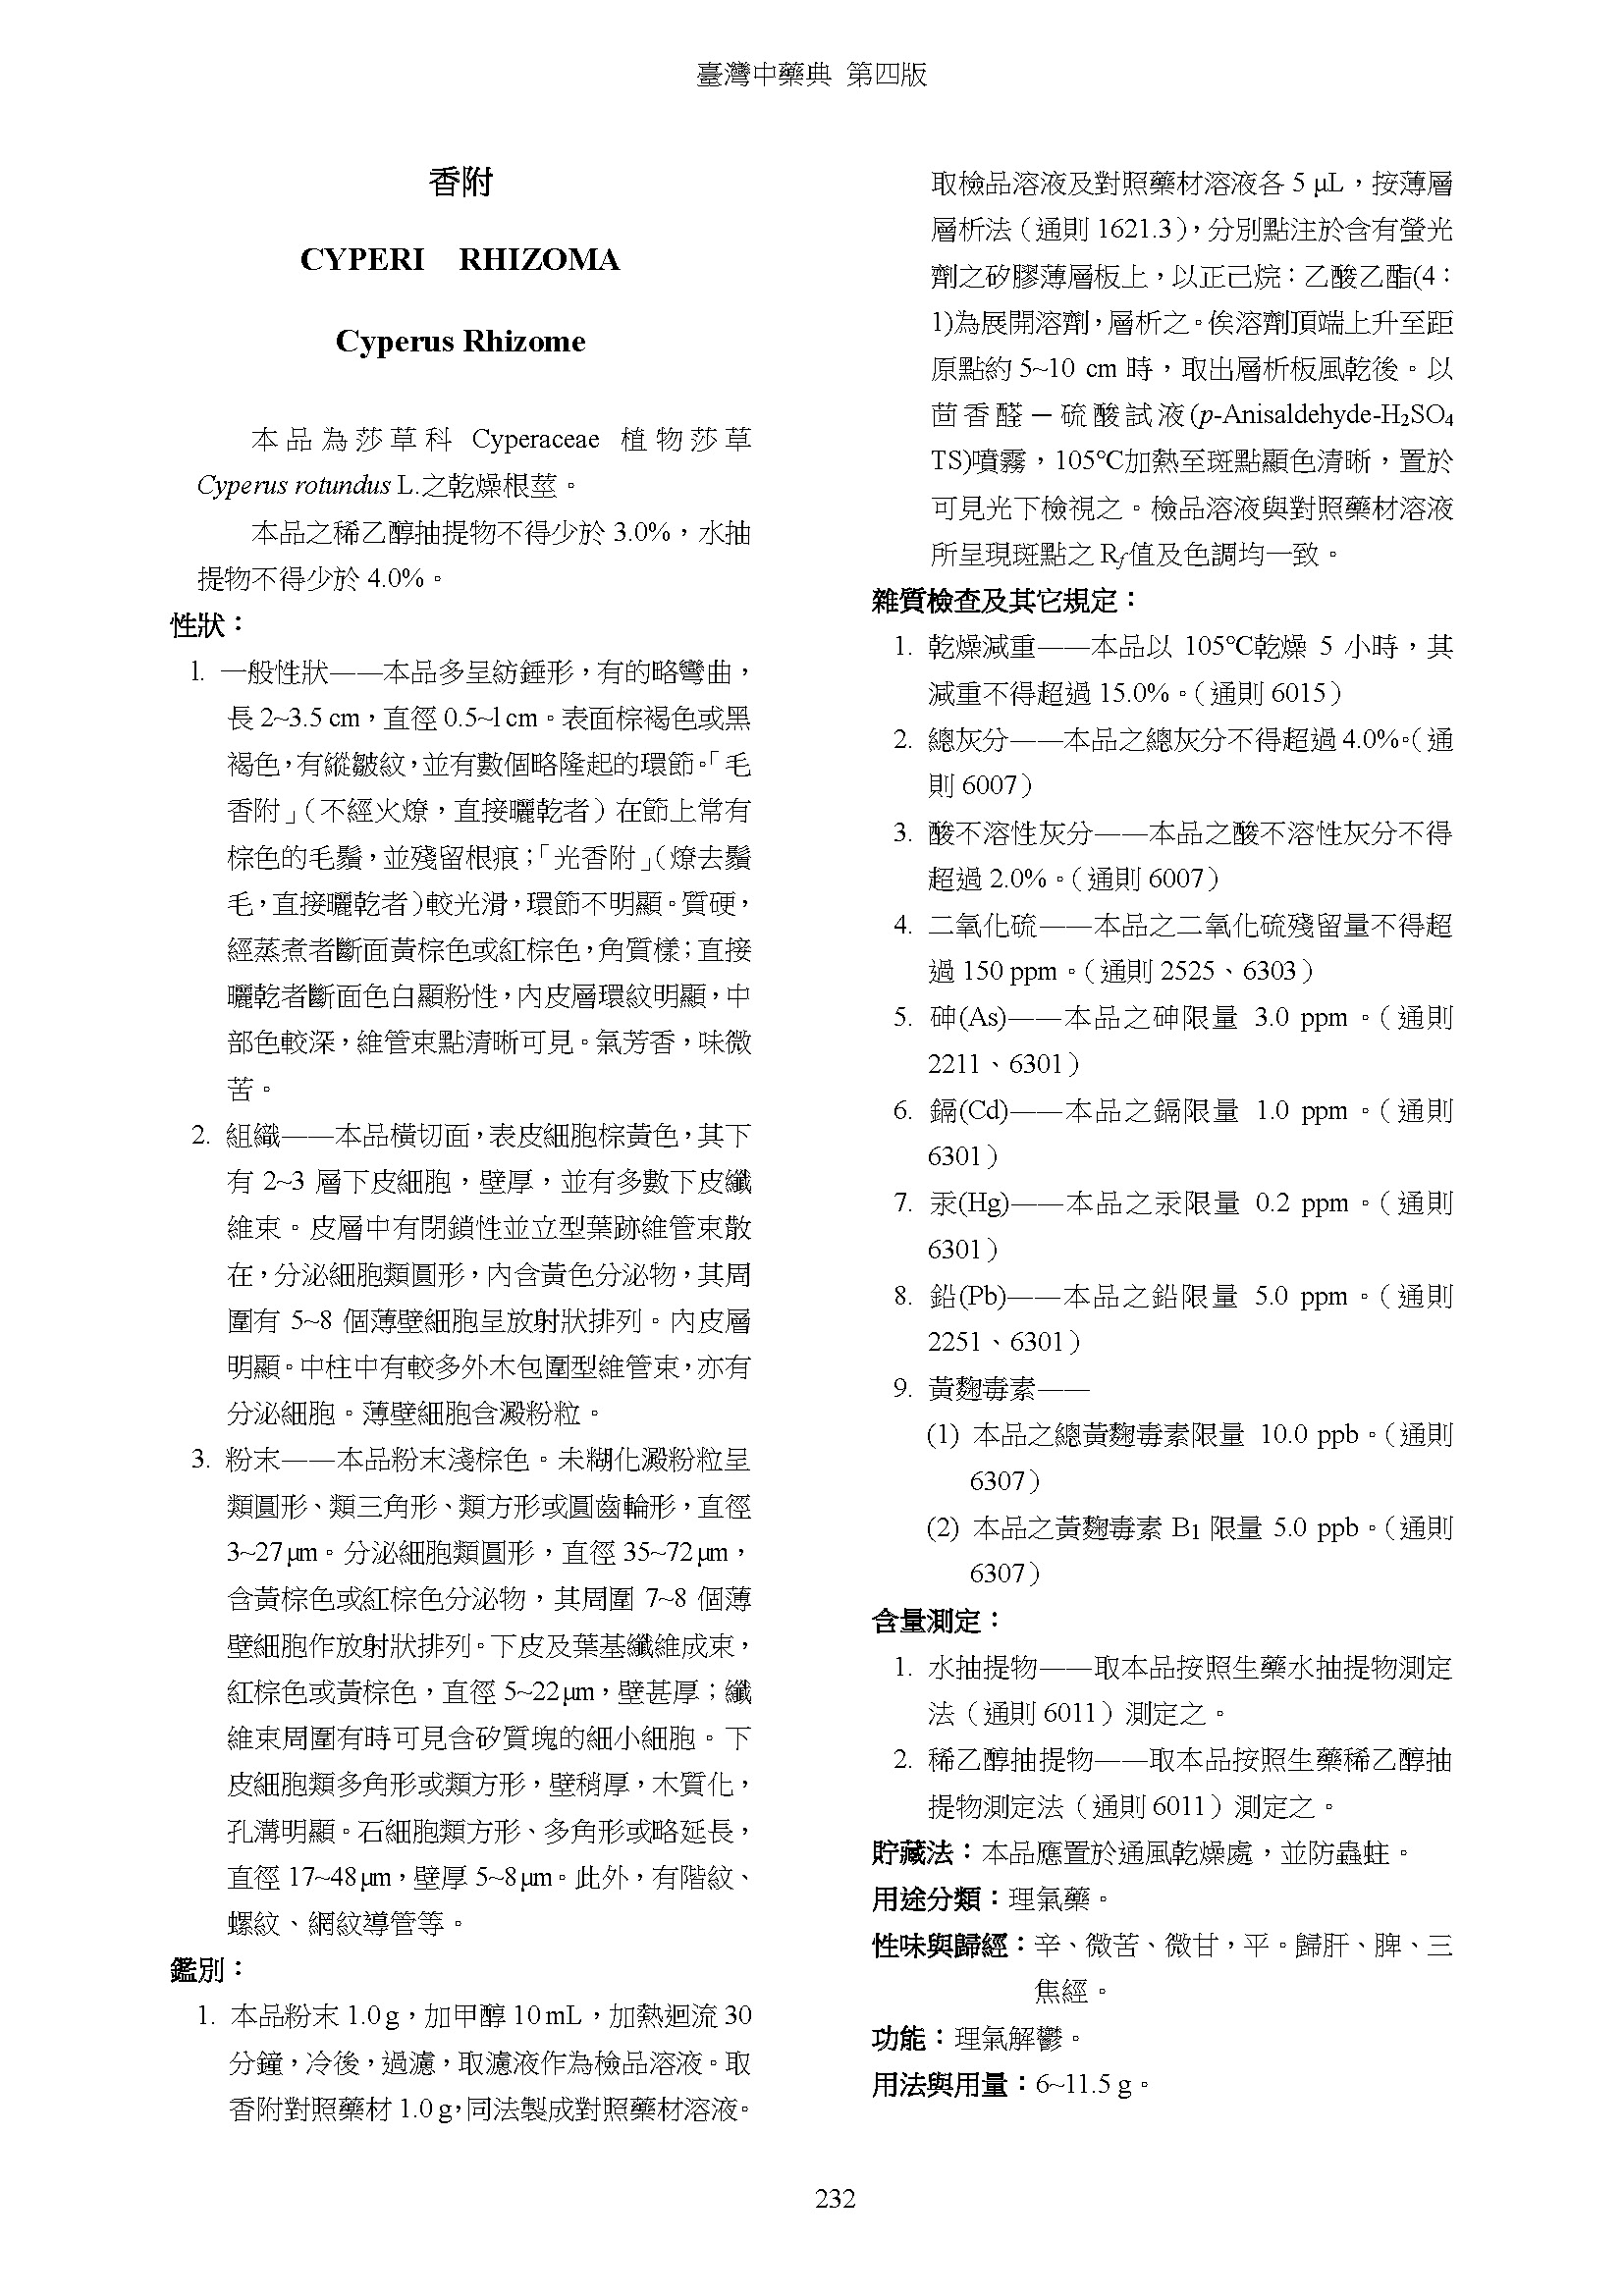 臺灣中藥典 第四版
香附
CYPERI RHIZOMA
Cyperus Rhizome
本品為莎草科 Cyperaceae 植物莎草
Cyperus rotundus L.之乾燥根莖。
本品之稀乙醇抽提物不得少於 3.0%,水抽
提物不得少於 4.0%。
性狀:
1. 一般性狀——本品多呈紡錘形,有的略彎曲,
長 2~3.5 cm,直徑 0.5~1 cm。表面棕褐色或黑
褐色,有縱皺紋,並有數個略隆起的環節。「毛
香附」(不經火燎,直接曬乾者)在節上常有
棕色的毛鬚,並殘留根痕;「光香附」(燎去鬚
毛,直接曬乾者)較光滑,環節不明顯。質硬,
經蒸煮者斷面黃棕色或紅棕色,角質樣;直接
曬乾者斷面色白顯粉性,內皮層環紋明顯,中
部色較深,維管束點清晰可見。氣芳香,味微
苦。
2. 組織——本品橫切面,表皮細胞棕黃色,其下
有 2~3 層下皮細胞,壁厚,並有多數下皮纖
維束。皮層中有閉鎖性並立型葉跡維管束散
在,分泌細胞類圓形,內含黃色分泌物,其周
圍有 5~8 個薄壁細胞呈放射狀排列。內皮層
明顯。中柱中有較多外木包圍型維管束,亦有
分泌細胞。薄壁細胞含澱粉粒。
3. 粉末——本品粉末淺棕色。未糊化澱粉粒呈
類圓形、類三角形、類方形或圓齒輪形,直徑
3~27 μm。分泌細胞類圓形,直徑 35~72 μm,
含黃棕色或紅棕色分泌物,其周圍 7~8 個薄
壁細胞作放射狀排列。下皮及葉基纖維成束,
紅棕色或黃棕色,直徑 5~22 μm,壁甚厚;纖
維束周圍有時可見含矽質塊的細小細胞。下
皮細胞類多角形或類方形,壁稍厚,木質化,
孔溝明顯。石細胞類方形、多角形或略延長,
直徑 17~48 μm,壁厚 5~8 μm。此外,有階紋、
螺紋、網紋導管等。
鑑別:
1. 本品粉末 1.0 g,加甲醇 10 mL,加熱迴流 30
分鐘,冷後,過濾,取濾液作為檢品溶液。取
香附對照藥材 1.0 g,同法製成對照藥材溶液。
取檢品溶液及對照藥材溶液各 5 μL,按薄層
層析法(通則 1621.3),分別點注於含有螢光
劑之矽膠薄層板上,以正己烷:乙酸乙酯(4:
1)為展開溶劑,層析之。俟溶劑頂端上升至距
原點約 5~10 cm 時,取出層析板風乾後。以
茴香醛－硫酸試液(p-Anisaldehyde-H₂SO₄
TS)噴霧,105℃加熱至斑點顯色清晰,置於
可見光下檢視之。檢品溶液與對照藥材溶液
所呈現斑點之 Rf值及色調均一致。
雜質檢查及其它規定:
1. 乾燥減重——本品以 105℃乾燥 5 小時,其
減重不得超過 15.0%。(通則 6015)
2. 總灰分——本品之總灰分不得超過 4.0%。(通
則 6007)
3. 酸不溶性灰分——本品之酸不溶性灰分不得
超過 2.0%。(通則 6007)
4. 二氧化硫——本品之二氧化硫殘留量不得超
過 150 ppm。(通則 2525、6303)
5. 砷(As)——本品之砷限量 3.0 ppm。(通則
2211、6301)
6. 鎘(Cd)——本品之鎘限量 1.0 ppm。(通則
6301)
7. 汞(Hg)——本品之汞限量 0.2 ppm。(通則
6301)
8. 鉛(Pb)——本品之鉛限量 5.0 ppm。(通則
2251、6301)
9. 黃麴毒素——
(1) 本品之總黃麴毒素限量 10.0 ppb。(通則
6307)
(2) 本品之黃麴毒素 B₁ 限量 5.0 ppb。(通則
6307)
含量測定:
1. 水抽提物——取本品按照生藥水抽提物測定
法(通則 6011)測定之。
2. 稀乙醇抽提物——取本品按照生藥稀乙醇抽
提物測定法(通則 6011)測定之。
貯藏法:本品應置於通風乾燥處,並防蟲蛀。
用途分類:理氣藥。
性味與歸經:辛、微苦、微甘,平。歸肝、脾、三
焦經。
功能:理氣解鬱。
用法與用量:6~11.5 g。
232